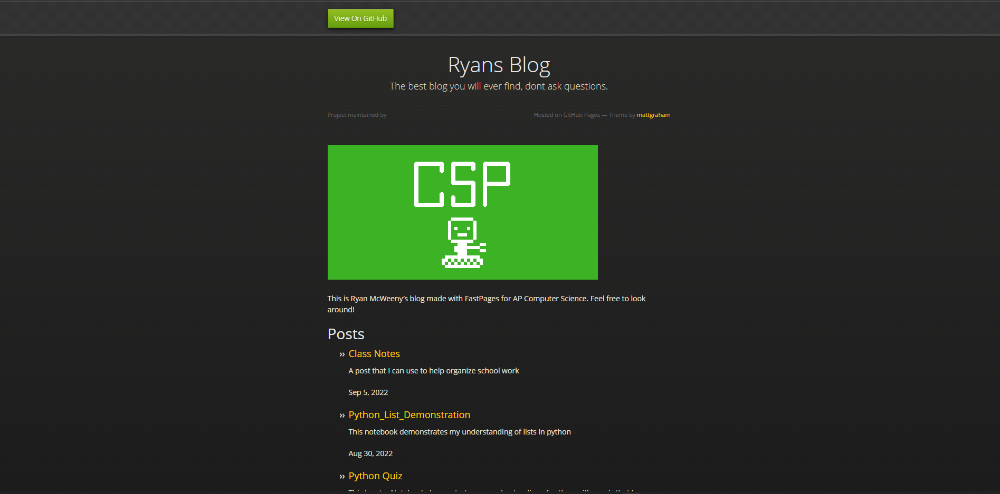 View On GitHub
Ryans Blog
The best blog you will ever find, dont ask questions.
Project maintained by
Hosted on GitHub Pages — Theme by mattgraham
CSP
This is Ryan McWeeny’s blog made with FastPages for AP Computer Science. Feel free to look
around!
Posts
›› Class Notes
A post that I can use to help organize school work
Sep 5, 2022
›› Python_List_Demonstration
This notebook demonstrates my understanding of lists in python
Aug 30, 2022
›› Python Quiz